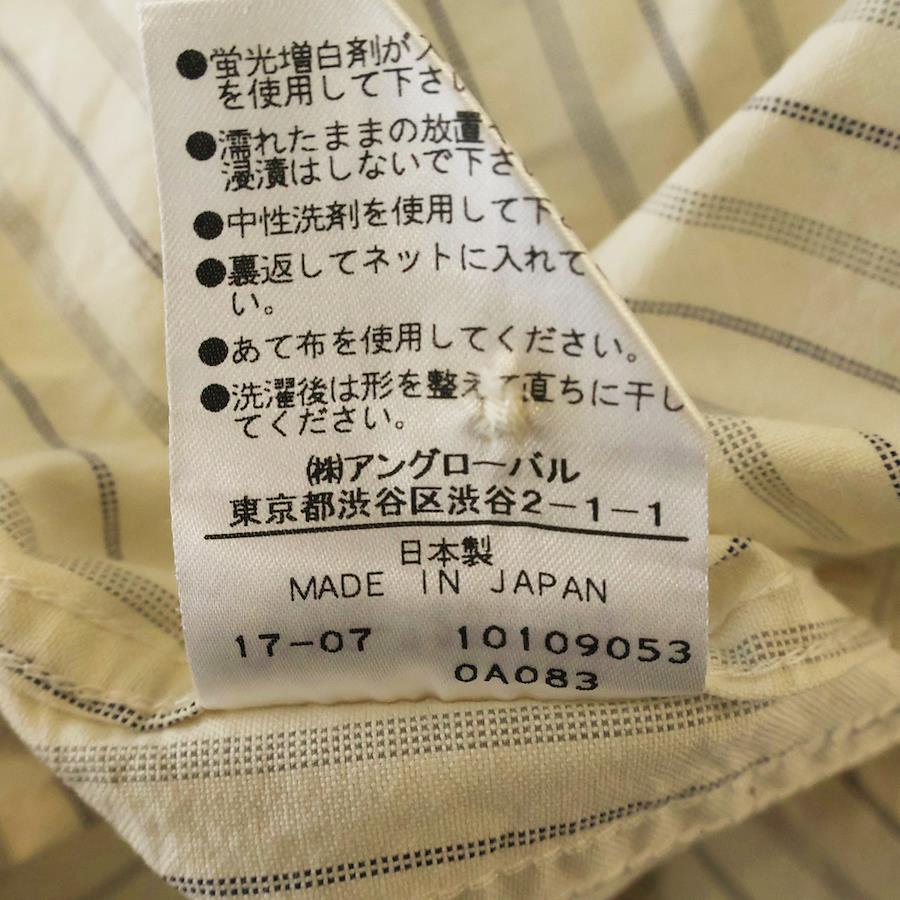 ●蛍光増白剤が
を使用して下さ
●濡れたままの放置
浸漬はしないで下さ
●中性洗剤を使用して下
●裏返してネットに入れて
い。
●あて布を使用してください。
●洗濯後は形を整えて直ちに干し
てください。
㈱アングローバル
東京都渋谷区渋谷2-1-1
日本製
MADE IN JAPAN
17-07 10109053
0A083